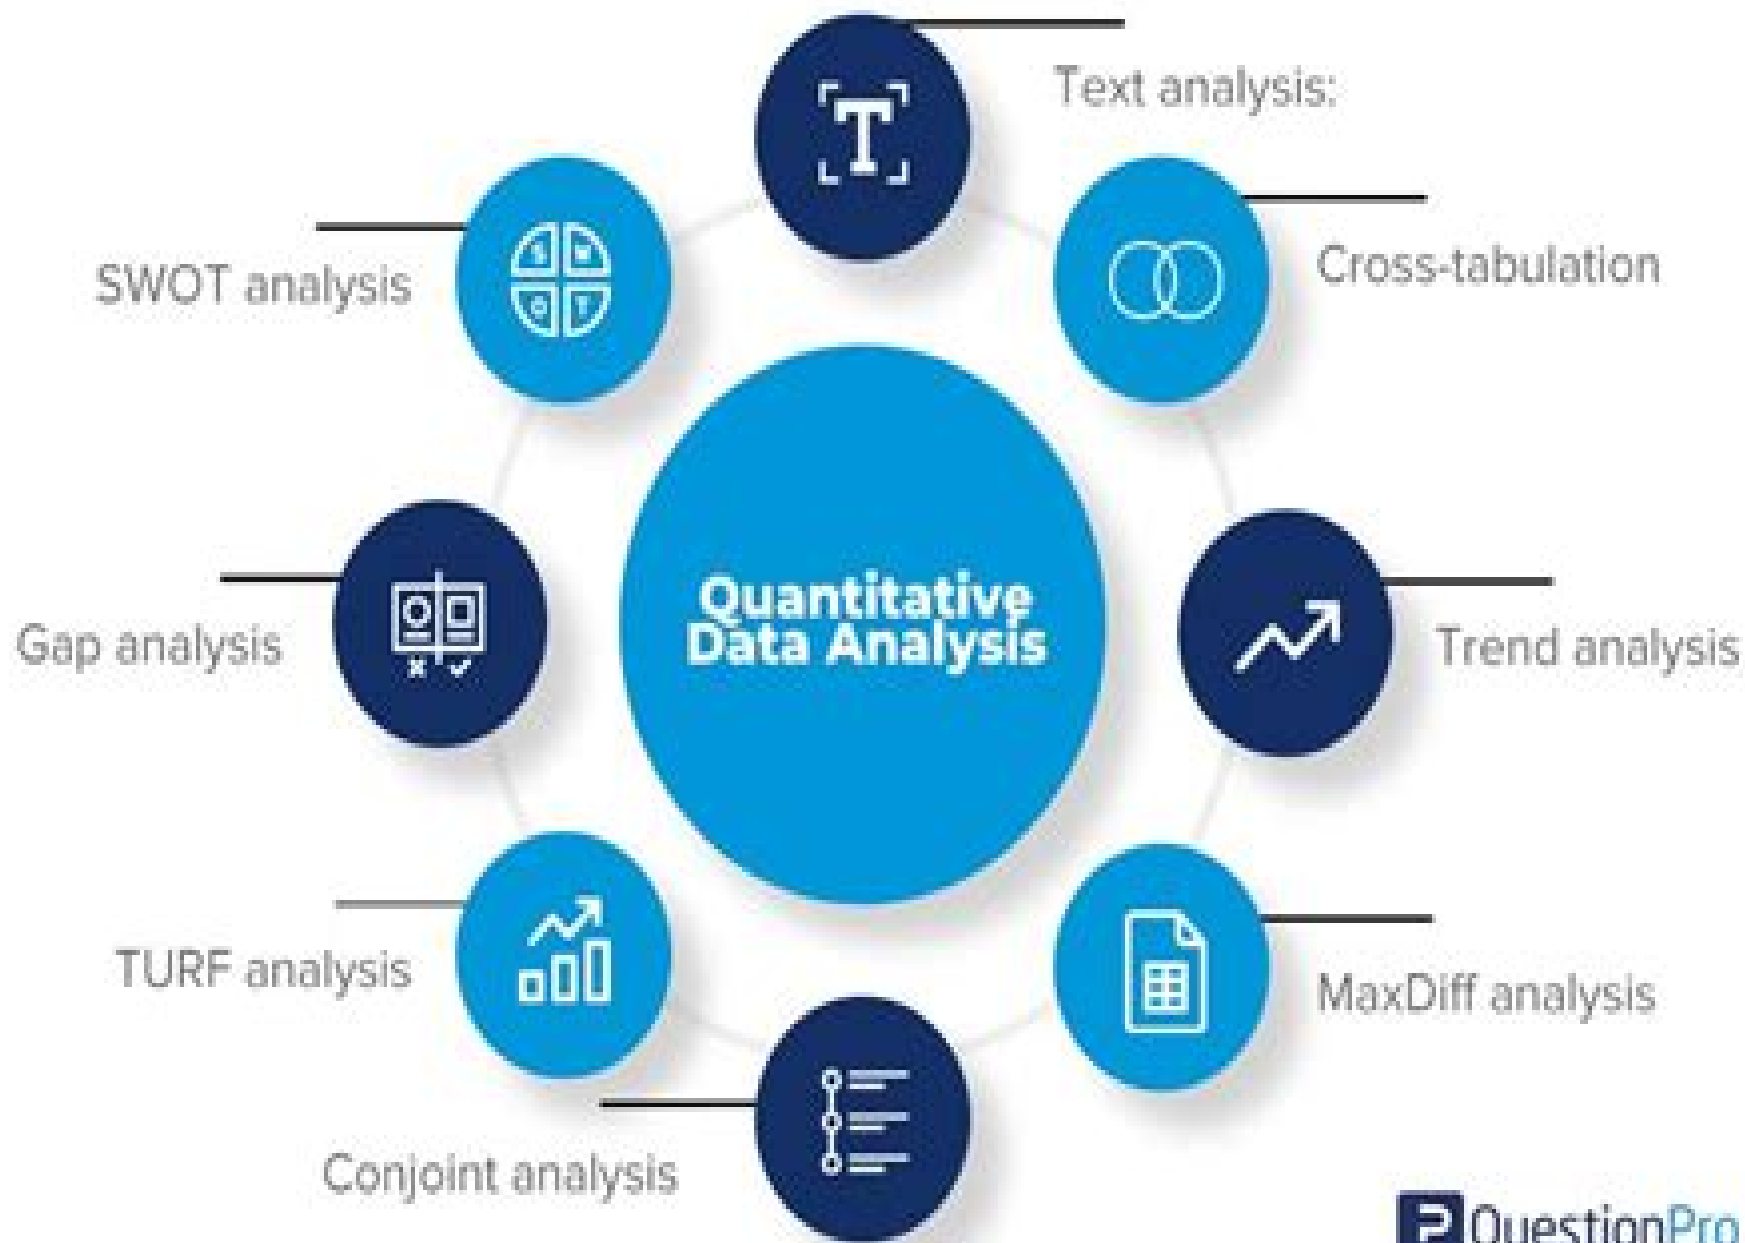 Text analysis:
Cross-tabulation
SWOT analysis
S W
O T
T
Quantitative
Data Analysis
Gap analysis
Trend analysis
TURF analysis
MaxDiff analysis
Conjoint analysis
QuestionPro